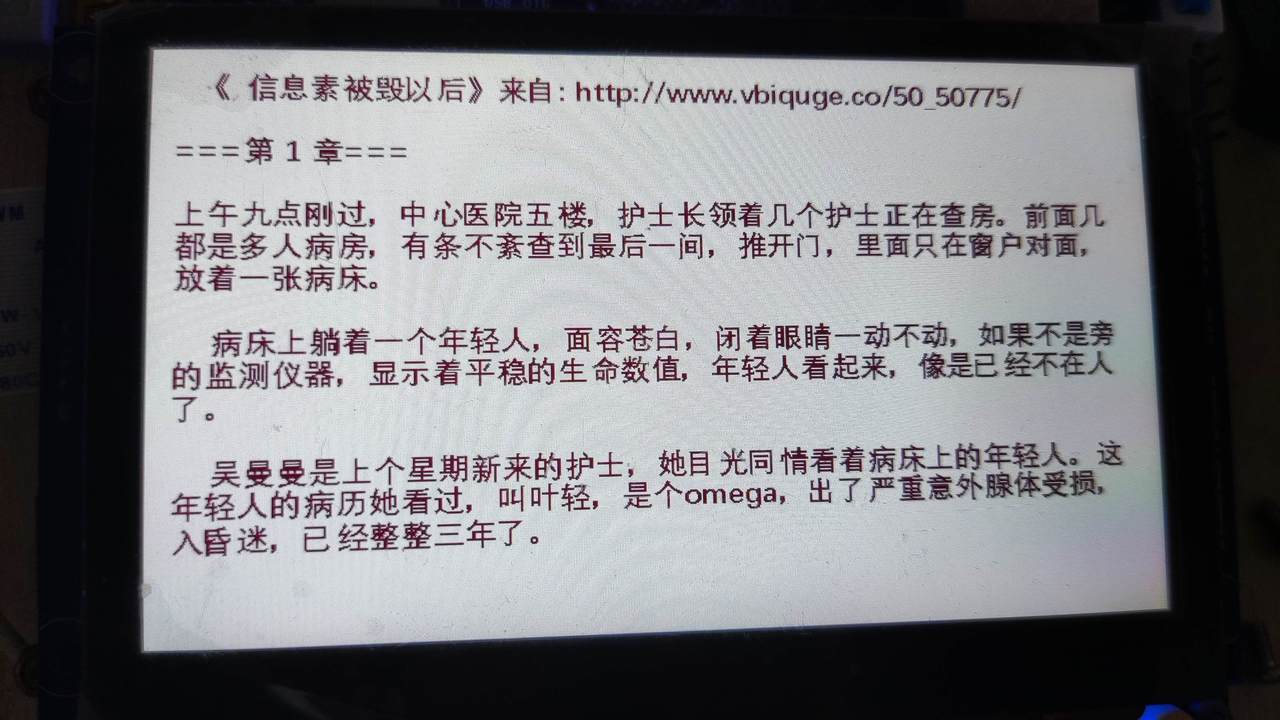 《 信息素被毁以后》来自: http://www.vbiquge.co/50_50775/
===第 1 章===
上午九点刚过，中心医院五楼，护士长领着几个护士正在查房。前面几
都是多人病房，有条不紊查到最后一间，推开门，里面只在窗户对面，
放着一张病床。
病床上躺着一个年轻人，面容苍白，闭着眼睛一动不动，如果不是旁
的监测仪器，显示着平稳的生命数值，年轻人看起来，像是已经不在人
了。
吴曼曼是上个星期新来的护士，她目光同情看着病床上的年轻人。这
年轻人的病历她看过，叫叶轻，是个omega，出了严重意外腺体受损，
入昏迷，已经整整三年了。